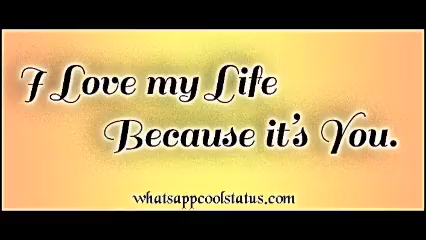 I Love my Life
Because it's You.
whatsappcoolstatus.com